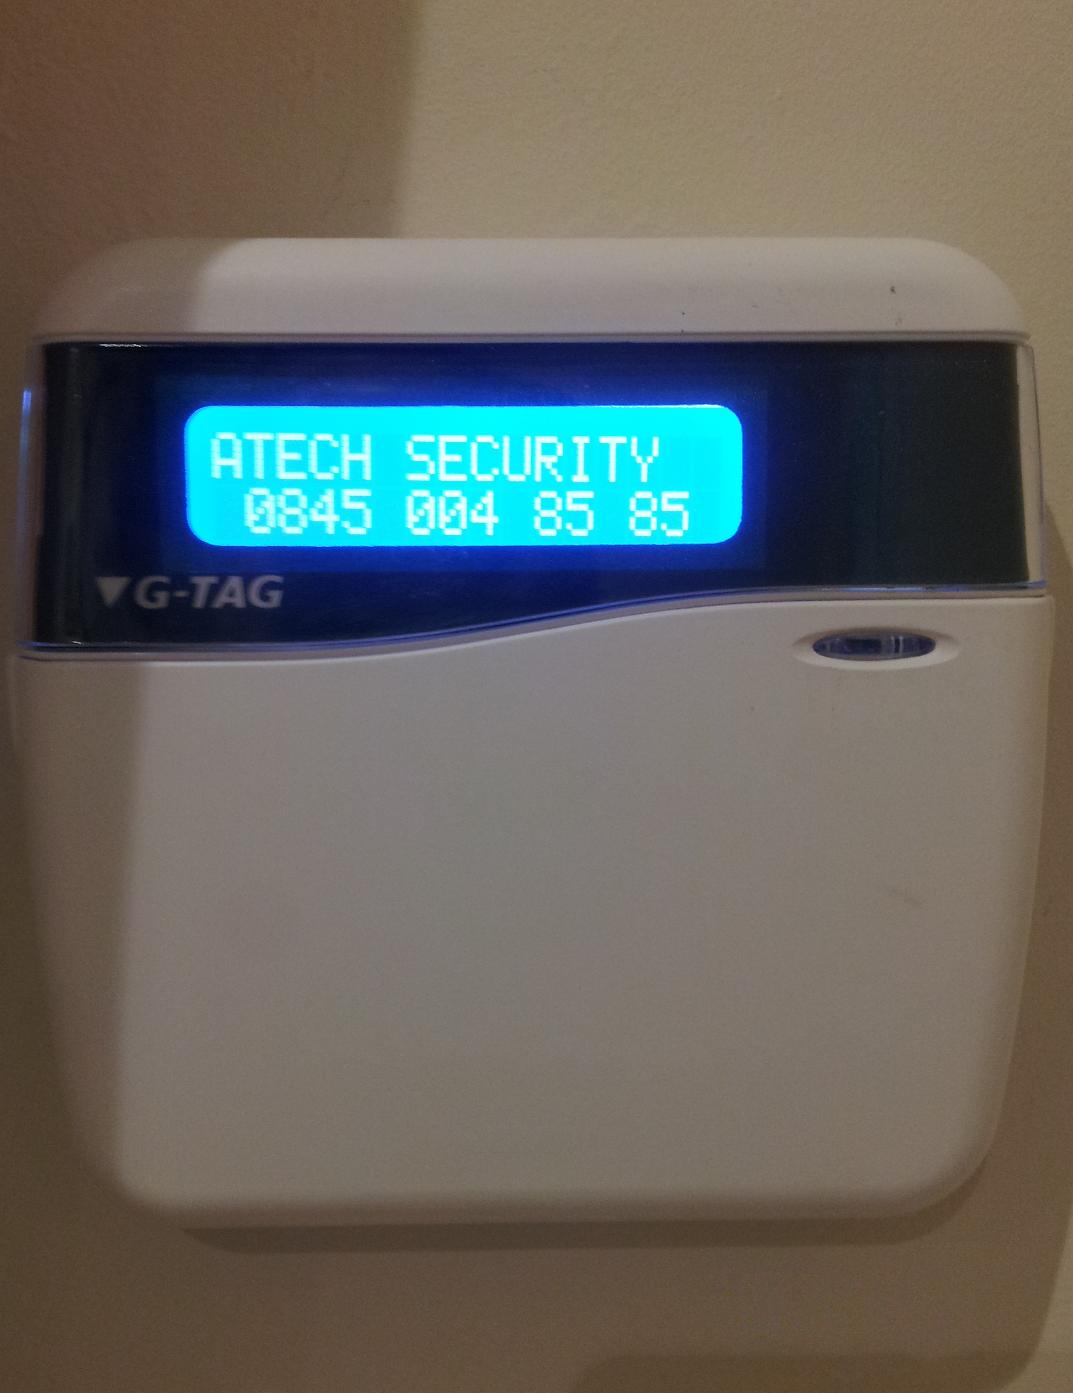 ATECH SECURITY
0845 004 85 85
▼G-TAG